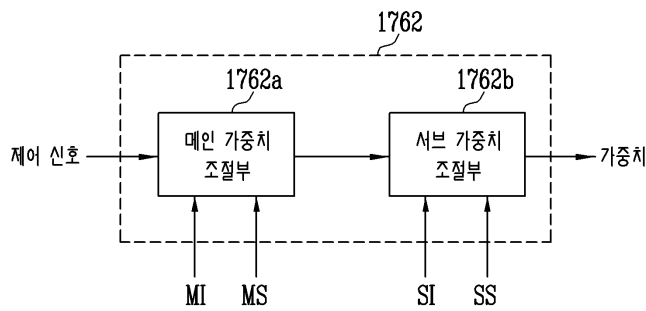 1762
1762a
1762b
제어 신호
메인 가중치
조절부
서브 가중치
조절부
가중치
MI
MS
SI
SS